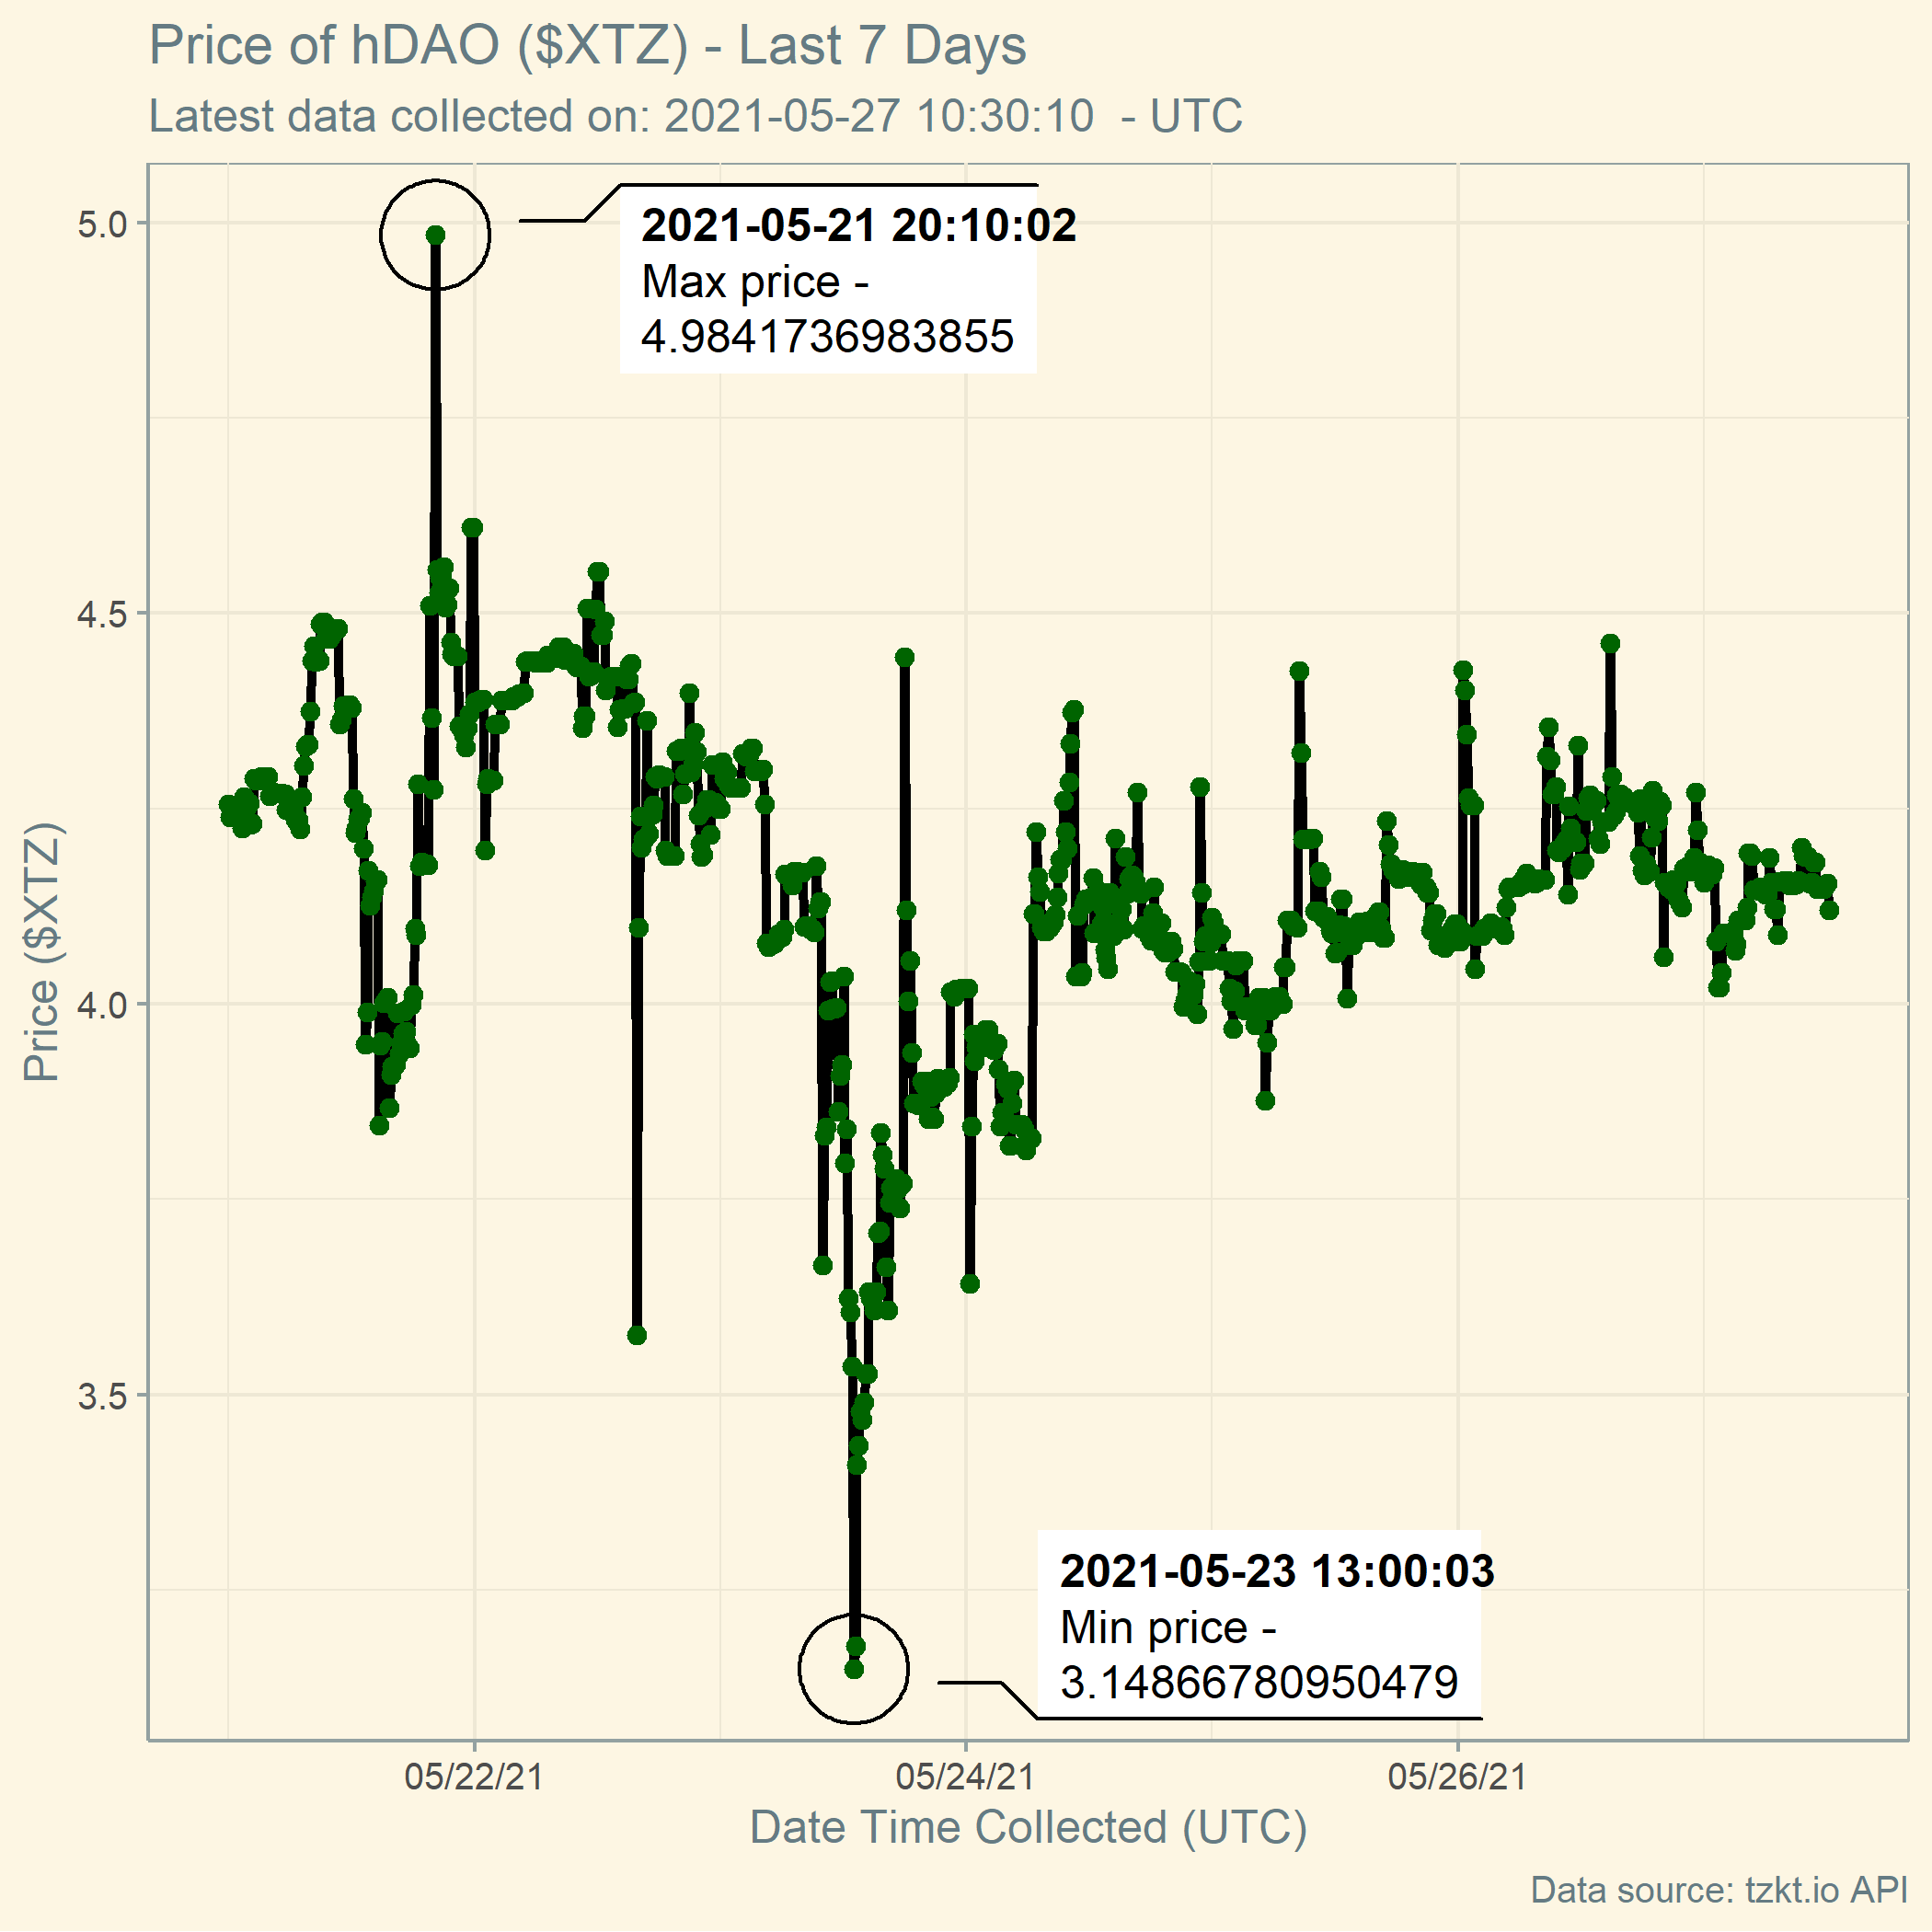 Price of hDAO ($XTZ) - Last 7 Days
Latest data collected on: 2021-05-27 10:30:10  - UTC
2021-05-21 20:10:02
Max price -
4.9841736983855
5.0
4.5
4.0
3.5
Price ($XTZ)
2021-05-23 13:00:03
Min price -
3.14866780950479
05/22/21
05/24/21
05/26/21
Date Time Collected (UTC)
Data source: tzkt.io API